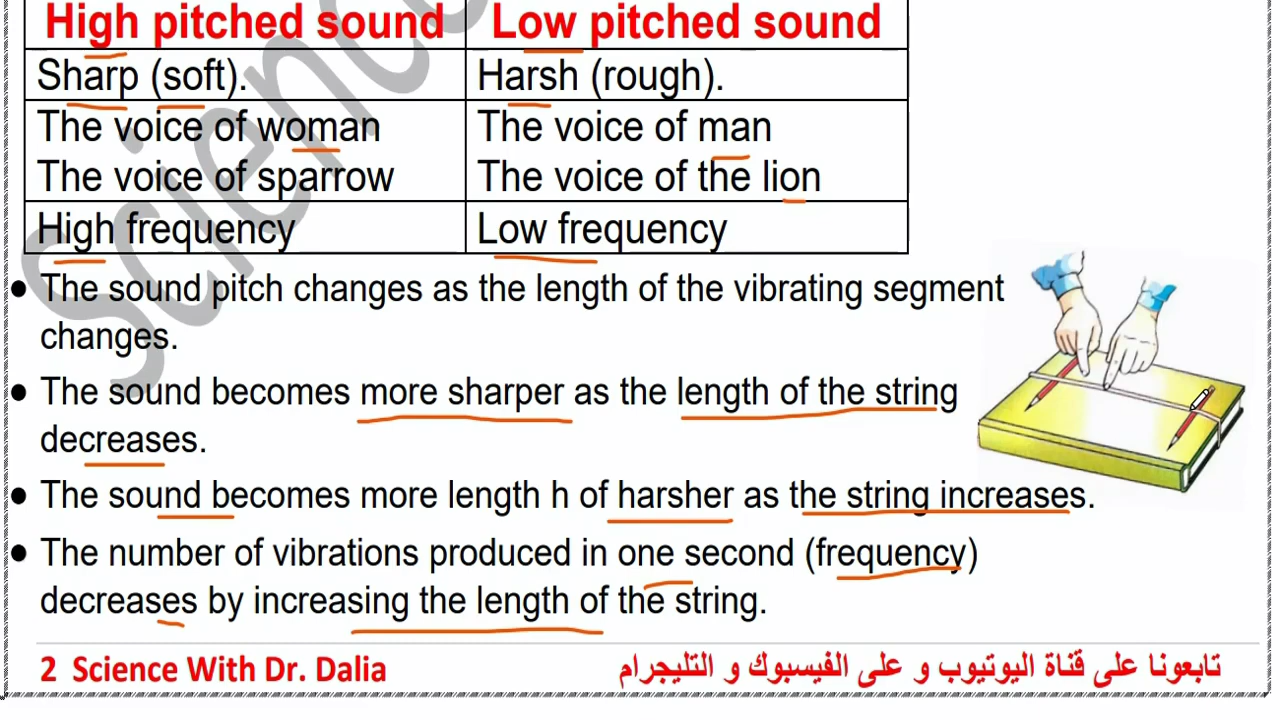 High pitched sound Low pitched sound
Sharp (soft). Harsh (rough).
The voice of woman The voice of man
The voice of sparrow The voice of the lion
High frequency Low frequency
• The sound pitch changes as the length of the vibrating segment
changes.
• The sound becomes more sharper as the length of the string
decreases.
• The sound becomes more length h of harsher as the string increases.
• The number of vibrations produced in one second (frequency)
decreases by increasing the length of the string.
2 Science With Dr. Dalia تابعونا على قناة اليوتيوب و على الفيسبوك و التليجرام
Science